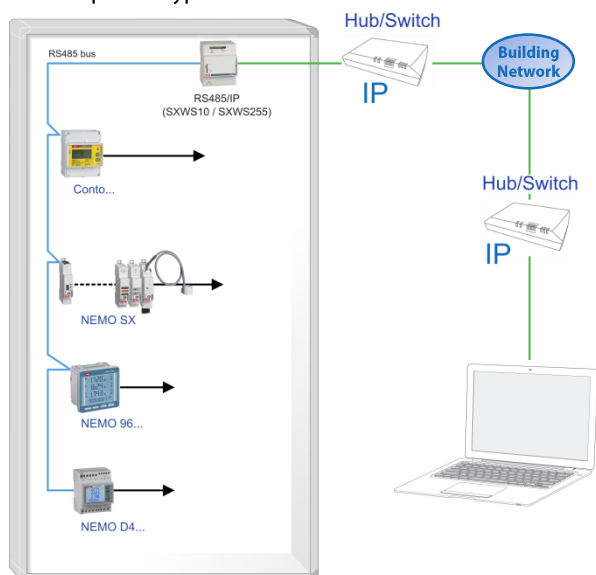 Hub/Switch
RS485 bus
Building
Network
IP
RS485/IP
(SXWS10 / SXWS255)
Conto...
Hub/Switch
IP
NEMO SX
NEMO 96...
NEMO D4...